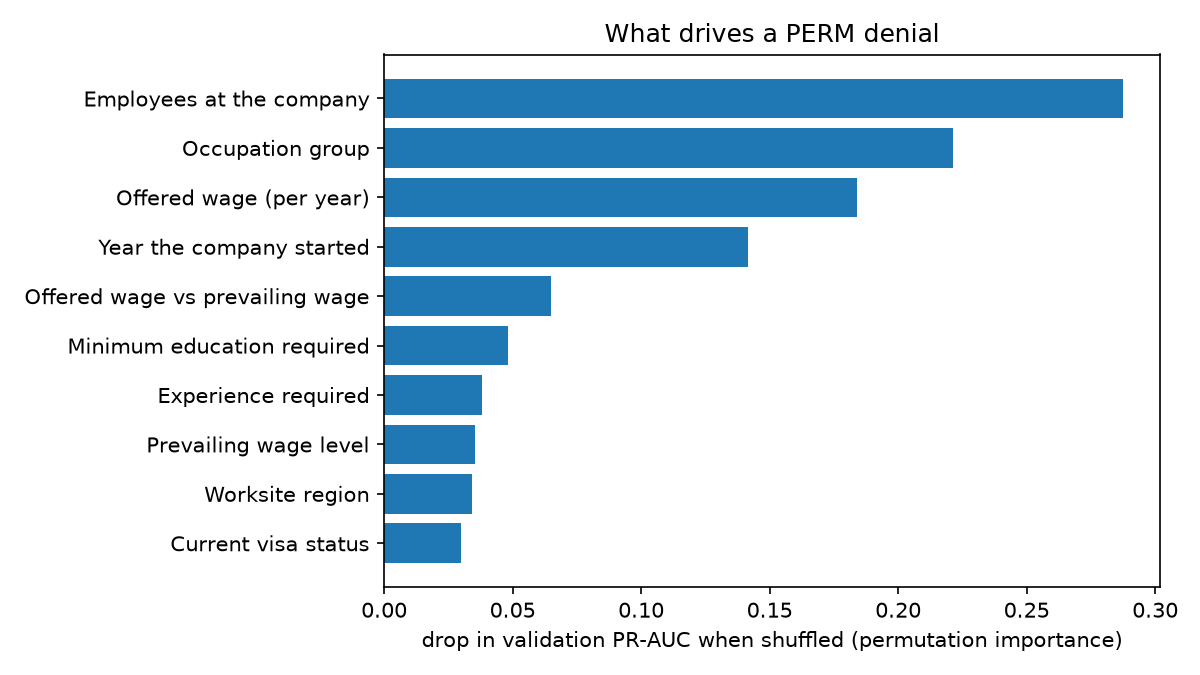 What drives a PERM denial
Employees at the company
Occupation group
Offered wage (per year)
Year the company started
Offered wage vs prevailing wage
Minimum education required
Experience required
Prevailing wage level
Worksite region
Current visa status
0.00 0.05 0.10 0.15 0.20 0.25 0.30
drop in validation PR-AUC when shuffled (permutation importance)